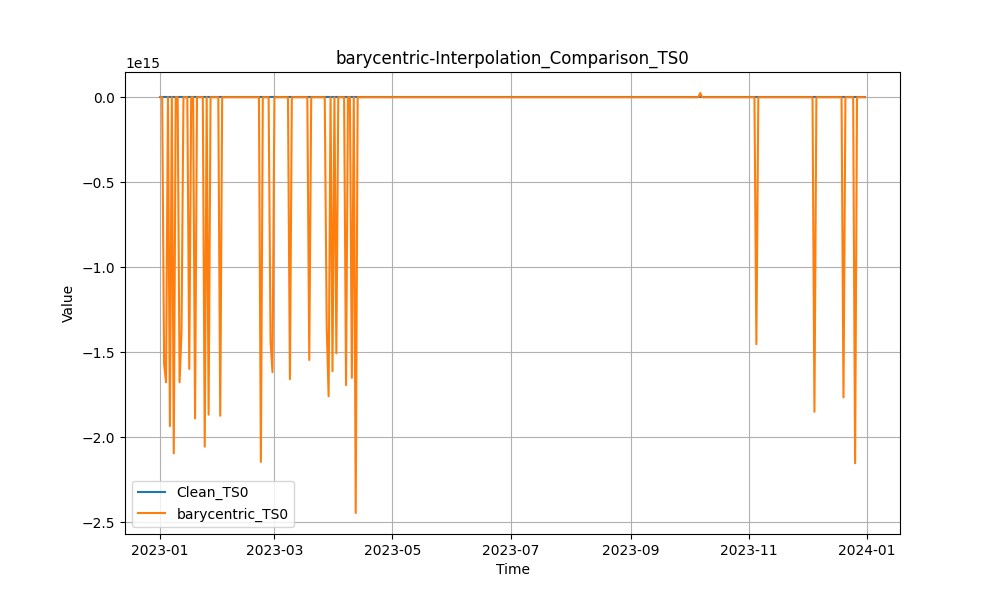 barycentric-Interpolation_Comparison_TS0
1e15
0.0
−0.5
−1.0
−1.5
−2.0
−2.5
Value
Clean_TS0
barycentric_TS0
2023-01 2023-03 2023-05 2023-07 2023-09 2023-11 2024-01
Time